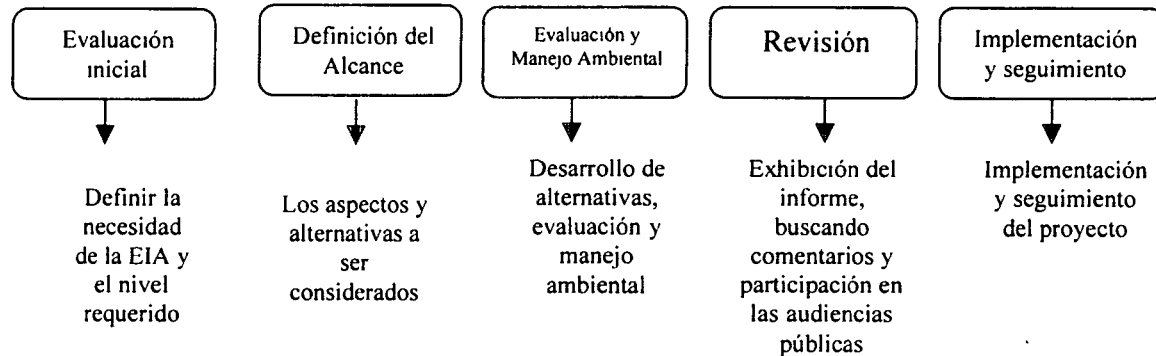 Evaluación
inicial
Definición del
Alcance
Evaluación y
Manejo Ambiental
Revisión
Implementación
y seguimiento
Definir la
necesidad
de la EIA y
el nivel
requerido
Los aspectos y
alternativas a
ser
considerados
Desarrollo de
alternativas,
evaluación y
manejo
ambiental
Exhibición del
informe,
buscando
comentarios y
participación en
las audiencias
públicas
Implementación
y seguimiento
del proyecto